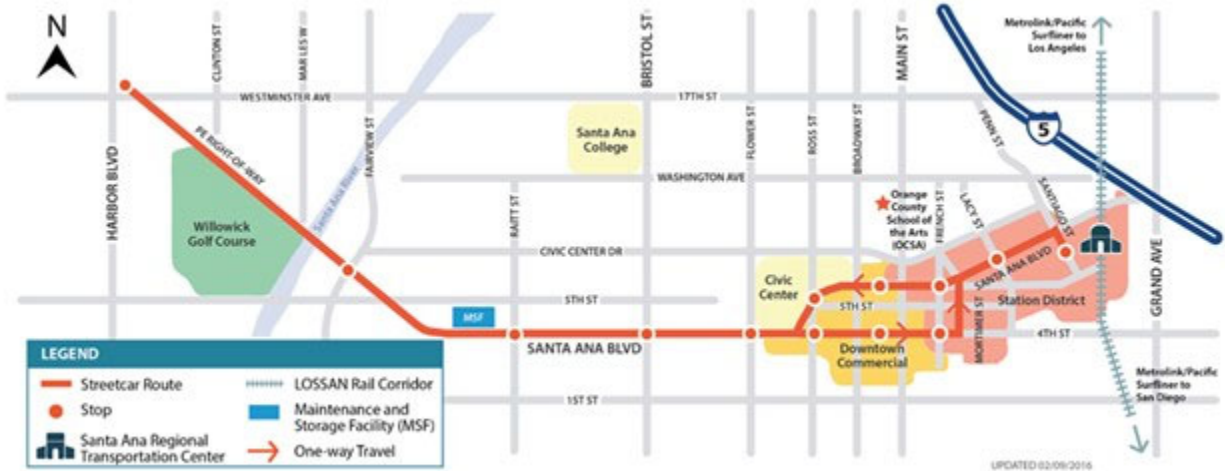 N
CLINTON ST
MAR LES W
FAIRVIEW ST
BRISTOL ST
MAIN ST
Metrolink/Pacific
Surfliner to
Los Angeles
WESTMINSTER AVE
17TH ST
5
PE RIGHT-OF-WAY
HARBOR BLVD
Santa Ana River
Santa Ana
College
FLOWER ST
ROSS ST
BROADWAY ST
PENN ST
WASHINGTON AVE
RAITT ST
Orange
County
School of
the Arts
(OCSA)
FRENCH ST
LACY ST
SANTIAGO ST
Willowick
Golf Course
CIVIC CENTER DR
Civic
Center
SANTA ANA BLVD
GRAND AVE
5TH ST
5TH ST
Station District
MSF
SANTA ANA BLVD
Downtown
Commercial
MORTIMER ST
4TH ST
1ST ST
Metrolink/Pacific
Surfliner to
San Diego
LEGEND
Streetcar Route
LOSSAN Rail Corridor
Stop
Maintenance and
Storage Facility (MSF)
Santa Ana Regional
Transportation Center
One-way Travel
UPDATED 02/09/2016